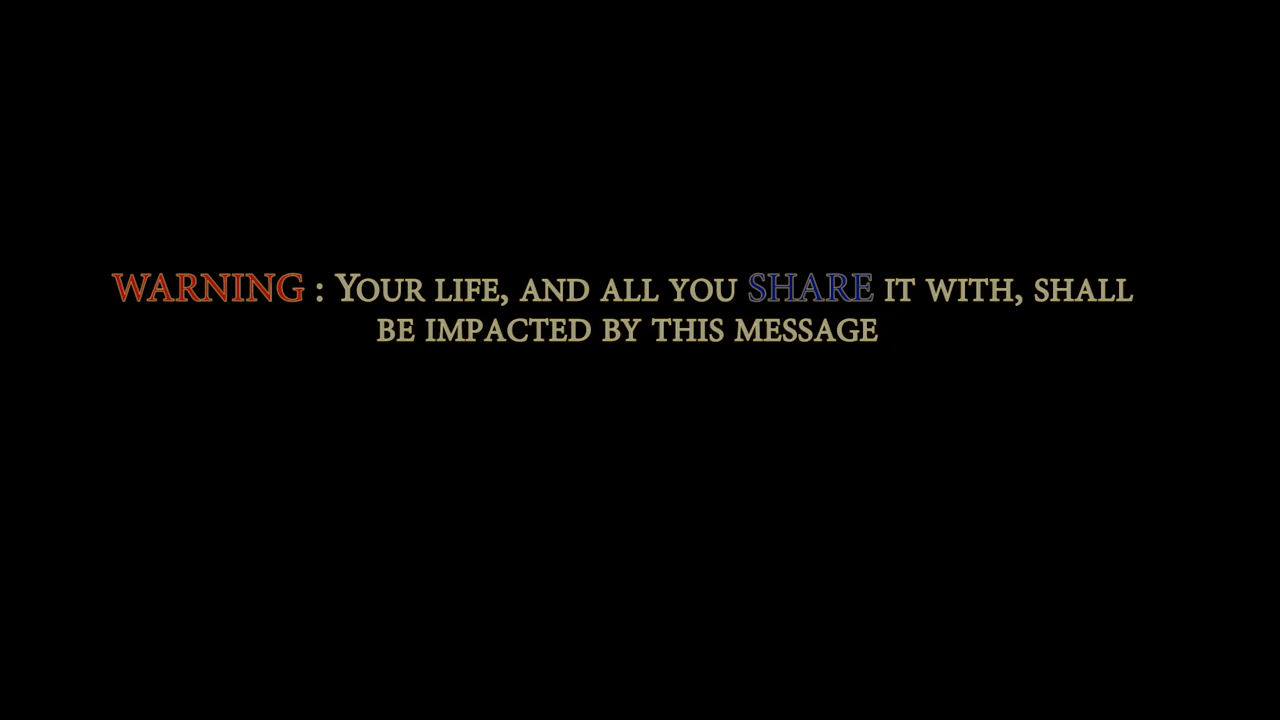 WARNING : Your life, and all you SHARE it with, shall
be impacted by this message